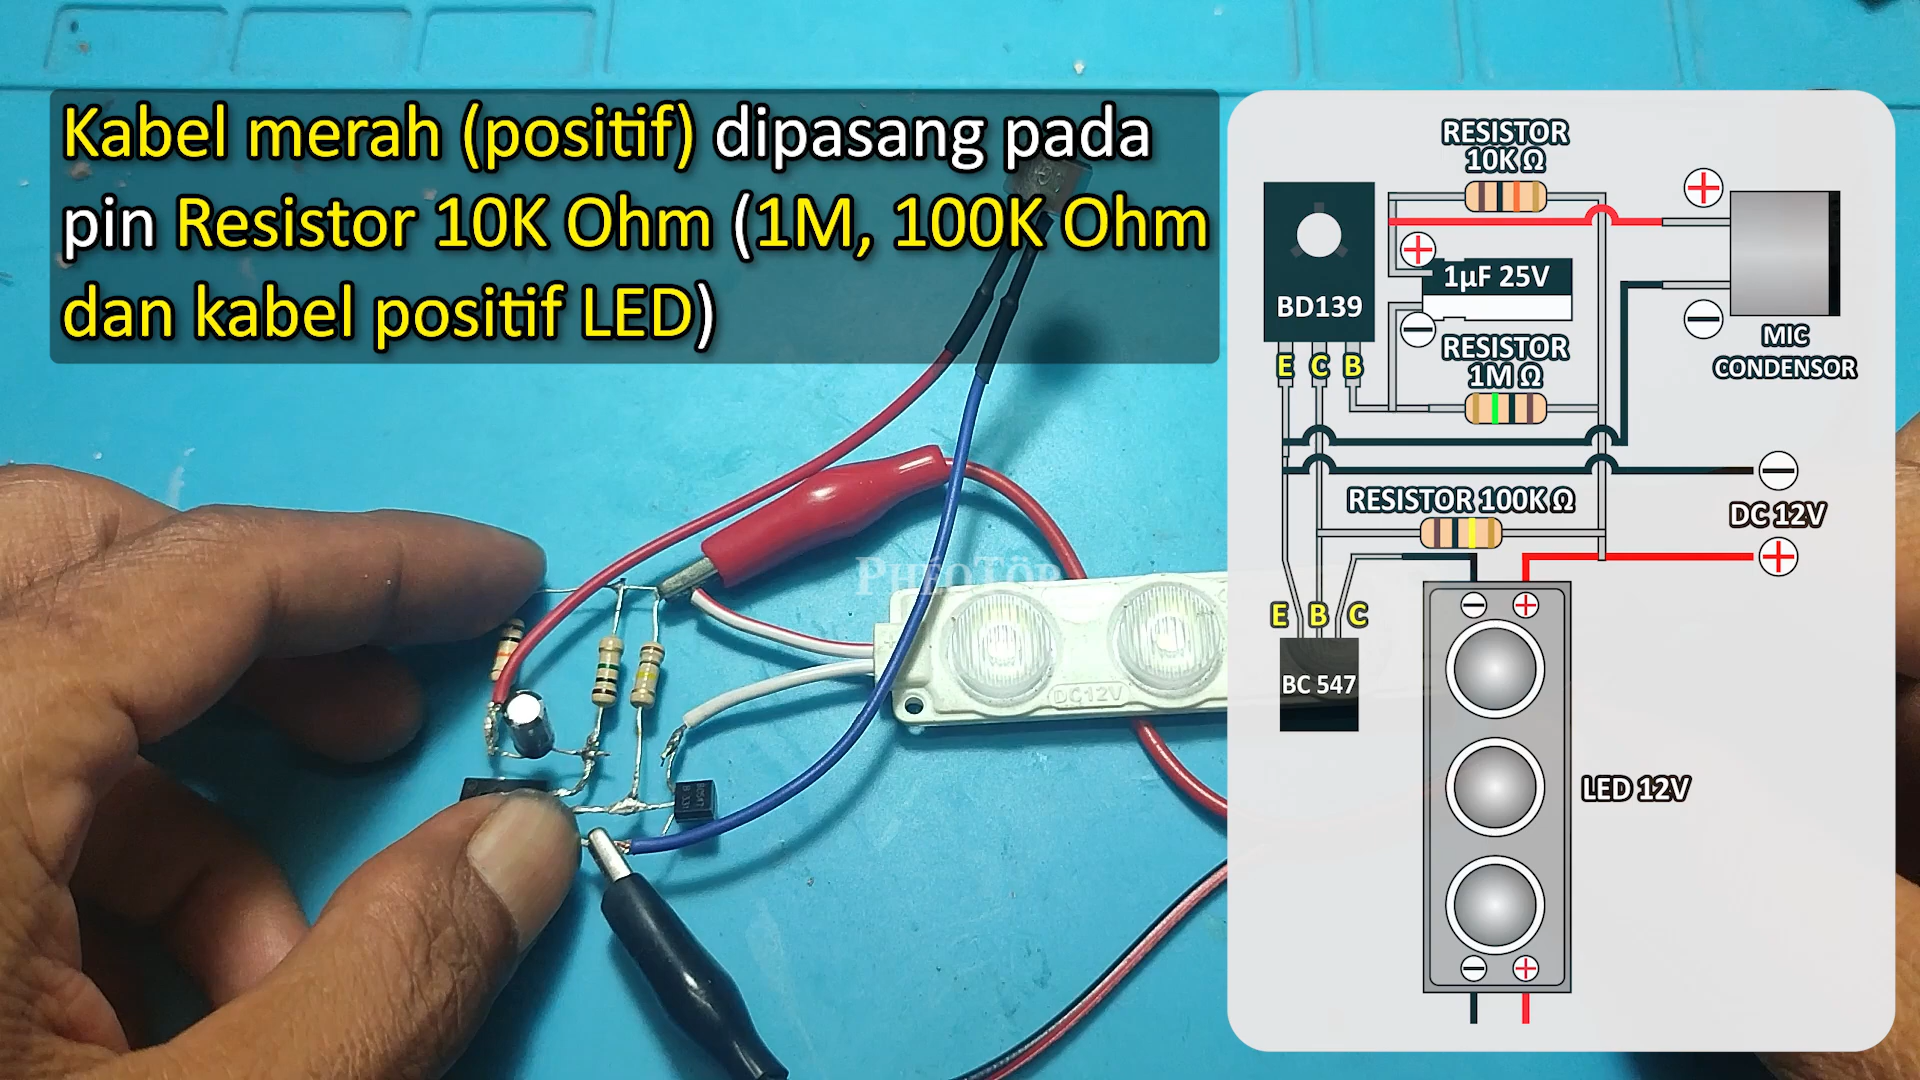 Kabel merah (positif) dipasang pada
pin Resistor 10K Ohm (1M, 100K Ohm
dan kabel positif LED)
RESISTOR
10K Ω
BD139
1µF 25V
RESISTOR
1M Ω
E C B
MIC
CONDENSOR
RESISTOR 100K Ω
DC 12V
E B C
BC 547
LED 12V
PHEOTÖP
DC12V